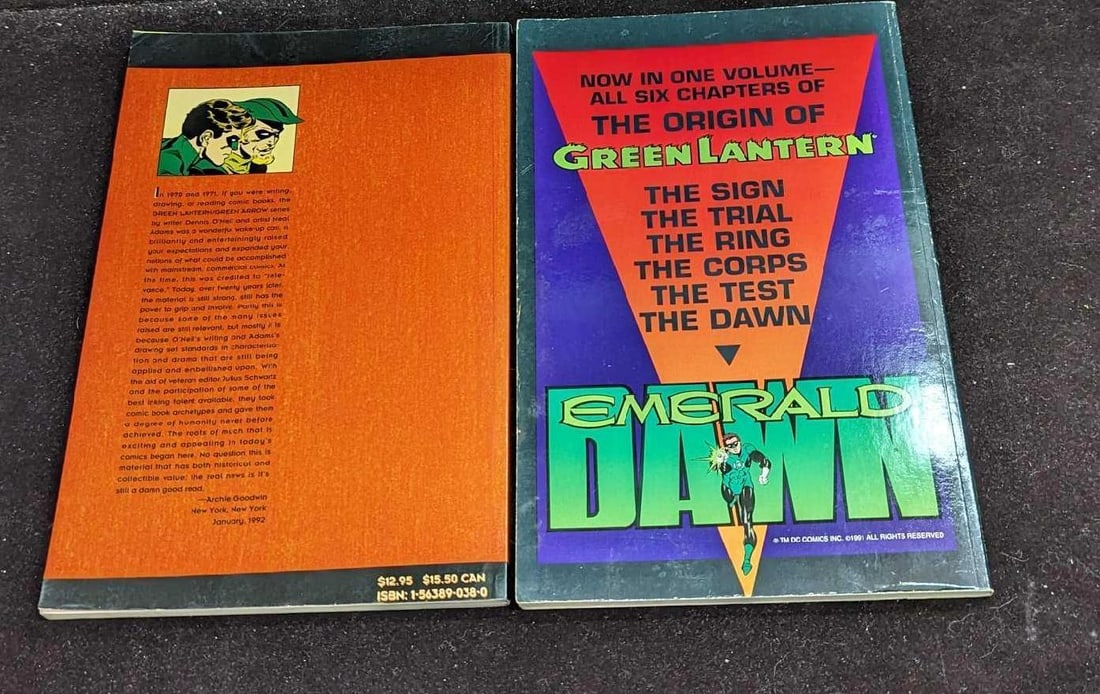 In 1970 and 1971, if you were writing,
drawing, or reading comic books, the
GREEN LANTERN/GREEN ARROW series
by writer Dennis O'Neil and artist Neal
Adams was a wonderful wake-up call, a
brilliantly and entertainingly raised
your expectations and expanded your
notions of what could be accomplished
with mainstream, commercial comics. At
the time, this was credited to "rele-
vance." Today, over twenty years later,
the material is still strong, still has the
power to grip and involve. Partly this is
because some of the many issues
raised are still relevant, but mostly it is
because O'Neil's writing and Adams's
drawing set standards in characteriza-
tion and drama that are still being
applied and embellished upon. With
the aid of veteran editor Julius Schwartz
and the participation of some of the
best inking talent available, they took
comic book archetypes and gave them
a degree of humanity never before
achieved. The roots of much that is
exciting and appealing in today's
comics began here. No question this is
material that has both historical and
collectible value; the real news is it's
still a damn good read.
—Archie Goodwin
New York, New York
January, 1992
$12.95 $15.50 CAN
ISBN: 1-56389-038-0
NOW IN ONE VOLUME—
ALL SIX CHAPTERS OF
THE ORIGIN OF
GREEN LANTERN
THE SIGN
THE TRIAL
THE RING
THE CORPS
THE TEST
THE DAWN
EMERALD
DAWN
® TM DC COMICS INC. ©1991 ALL RIGHTS RESERVED